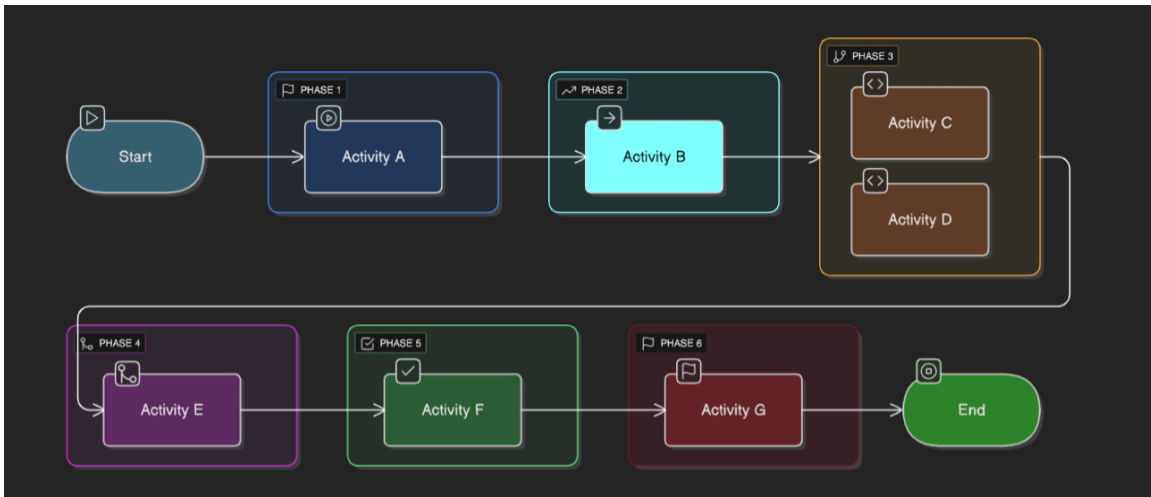 PHASE 1
PHASE 2
PHASE 3
Start
Activity A
Activity B
Activity C
Activity D
PHASE 4
PHASE 5
PHASE 6
Activity E
Activity F
Activity G
End